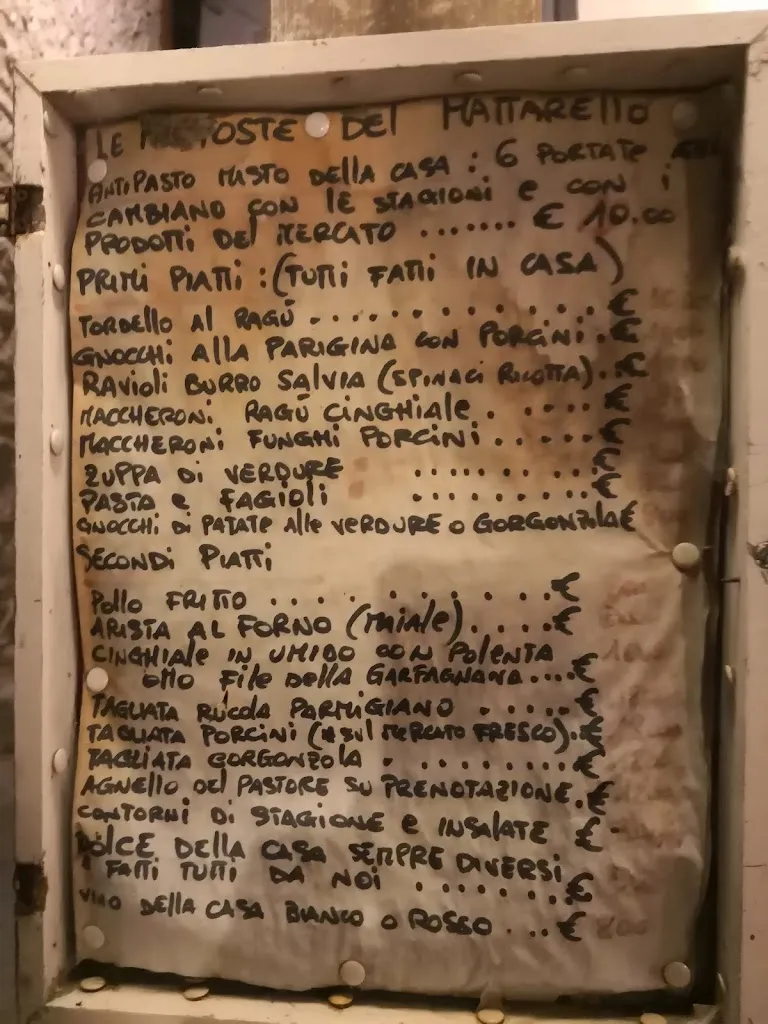 LE PROPOSTE DEL MATTARELLO
ANTIPASTO MISTO DELLA CASA : 6 PORTATE
CAMBIANO CON LE STAGIONI e CON i
PRODOTTI DEL MERCATO ....... € 10.00
PRIMI PIATTI : (TUTTI FATTI IN CASA)
TORDELLO AL RAGÚ ............ €
GNOCCHI ALLA PARIGINA CON PORCINI . €
RAVIOLI BURRO SALVIA (SPINACI RICOTTA) . €
MACCHERONI RAGÙ CINGHIALE . .... €
MACCHERONI FUNGHI PORCINI ...... €
ZUPPA DI VERDURE .......... €
PASTA e FAGIOLI .......... €
GNOCCHI DI PATATE Alle VERDURE o GORGONZOLA €
SECONDI PIATTI
POLLO FRITTO . . . . . . . . . . €
ARISTA AL FORNO (MAIALE) ..... €
CINGHIALE IN UMIDO CON POLENTA
OTTO FILE DELLA GARFAGNANA .... €
TAGLIATA RUCOLA PARMIGIANO . .... €
TAGLIATA PORCINI ( SUL MERCATO FRESCO) . €
TAGLIATA GORGONZOLA . ........ €
AGNELLO DEL PASTORE SU PRENOTAZIONE . €
CONTORNI DI STAGIONE e INSALATE €
DOLCE DELLA CASA SEMPRE DIVERSI
FATTI TUTTI DA NOI ....... €
VINO DELLA CASA BIANCO o ROSSO ... €